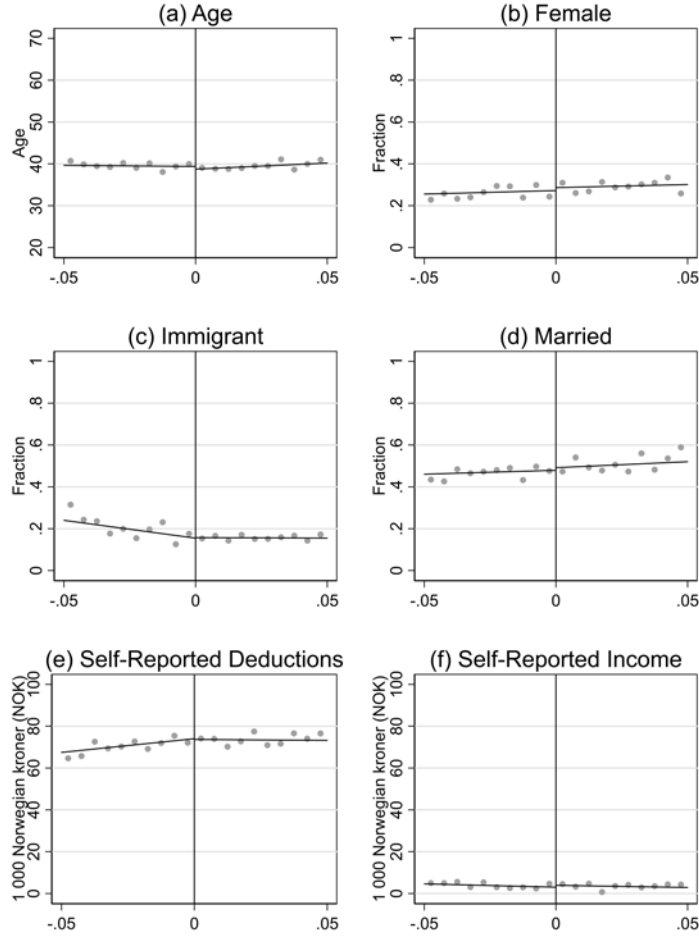 (a) Age
Age
70
60
50
40
30
20
-.05 0 .05
(b) Female
Fraction
1
.8
.6
.4
.2
0
-.05 0 .05
(c) Immigrant
Fraction
1
.8
.6
.4
.2
0
-.05 0 .05
(d) Married
Fraction
1
.8
.6
.4
.2
0
-.05 0 .05
(e) Self-Reported Deductions
1 000 Norwegian kroner (NOK)
100
80
60
40
20
0
-.05 0 .05
(f) Self-Reported Income
1 000 Norwegian kroner (NOK)
100
80
60
40
20
0
-.05 0 .05